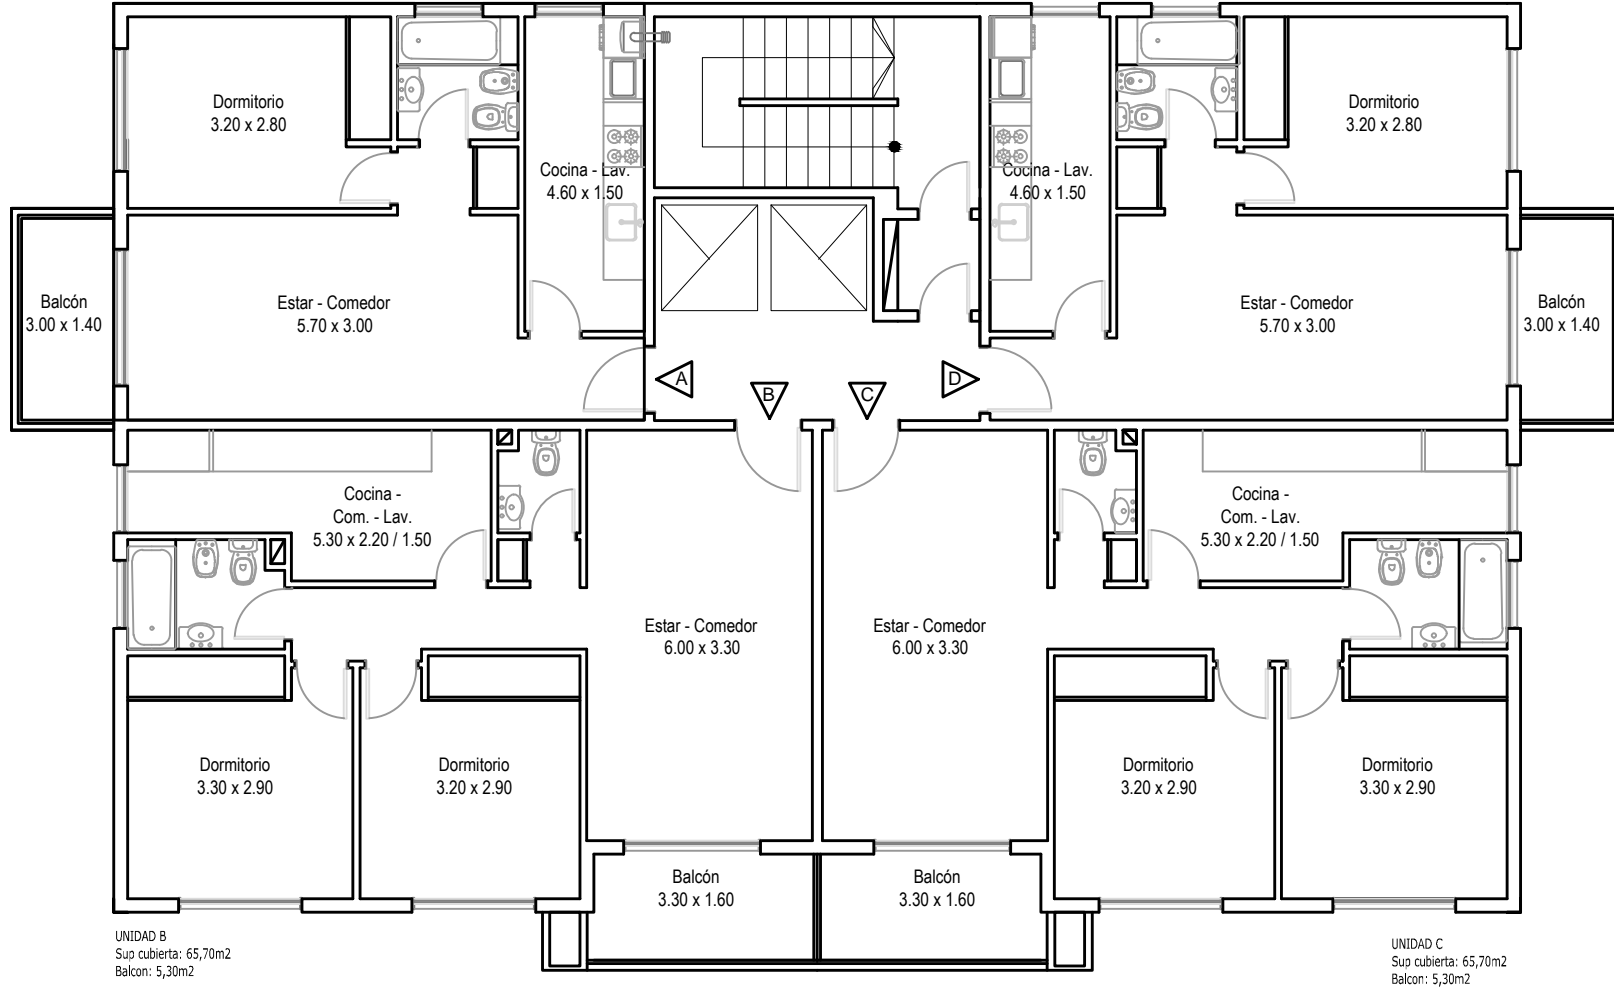 Dormitorio
3.20 x 2.80
Dormitorio
3.20 x 2.80
Cocina - Lav.
4.60 x 1.50
Cocina - Lav.
4.60 x 1.50
Balcón
3.00 x 1.40
Estar - Comedor
5.70 x 3.00
Estar - Comedor
5.70 x 3.00
Balcón
3.00 x 1.40
A
B
C
D
Cocina -
Com. - Lav.
5.30 x 2.20 / 1.50
Cocina -
Com. - Lav.
5.30 x 2.20 / 1.50
Estar - Comedor
6.00 x 3.30
Estar - Comedor
6.00 x 3.30
Dormitorio
3.30 x 2.90
Dormitorio
3.20 x 2.90
Dormitorio
3.20 x 2.90
Dormitorio
3.30 x 2.90
Balcón
3.30 x 1.60
Balcón
3.30 x 1.60
UNIDAD B
Sup cubierta: 65,70m2
Balcon: 5,30m2
UNIDAD C
Sup cubierta: 65,70m2
Balcon: 5,30m2